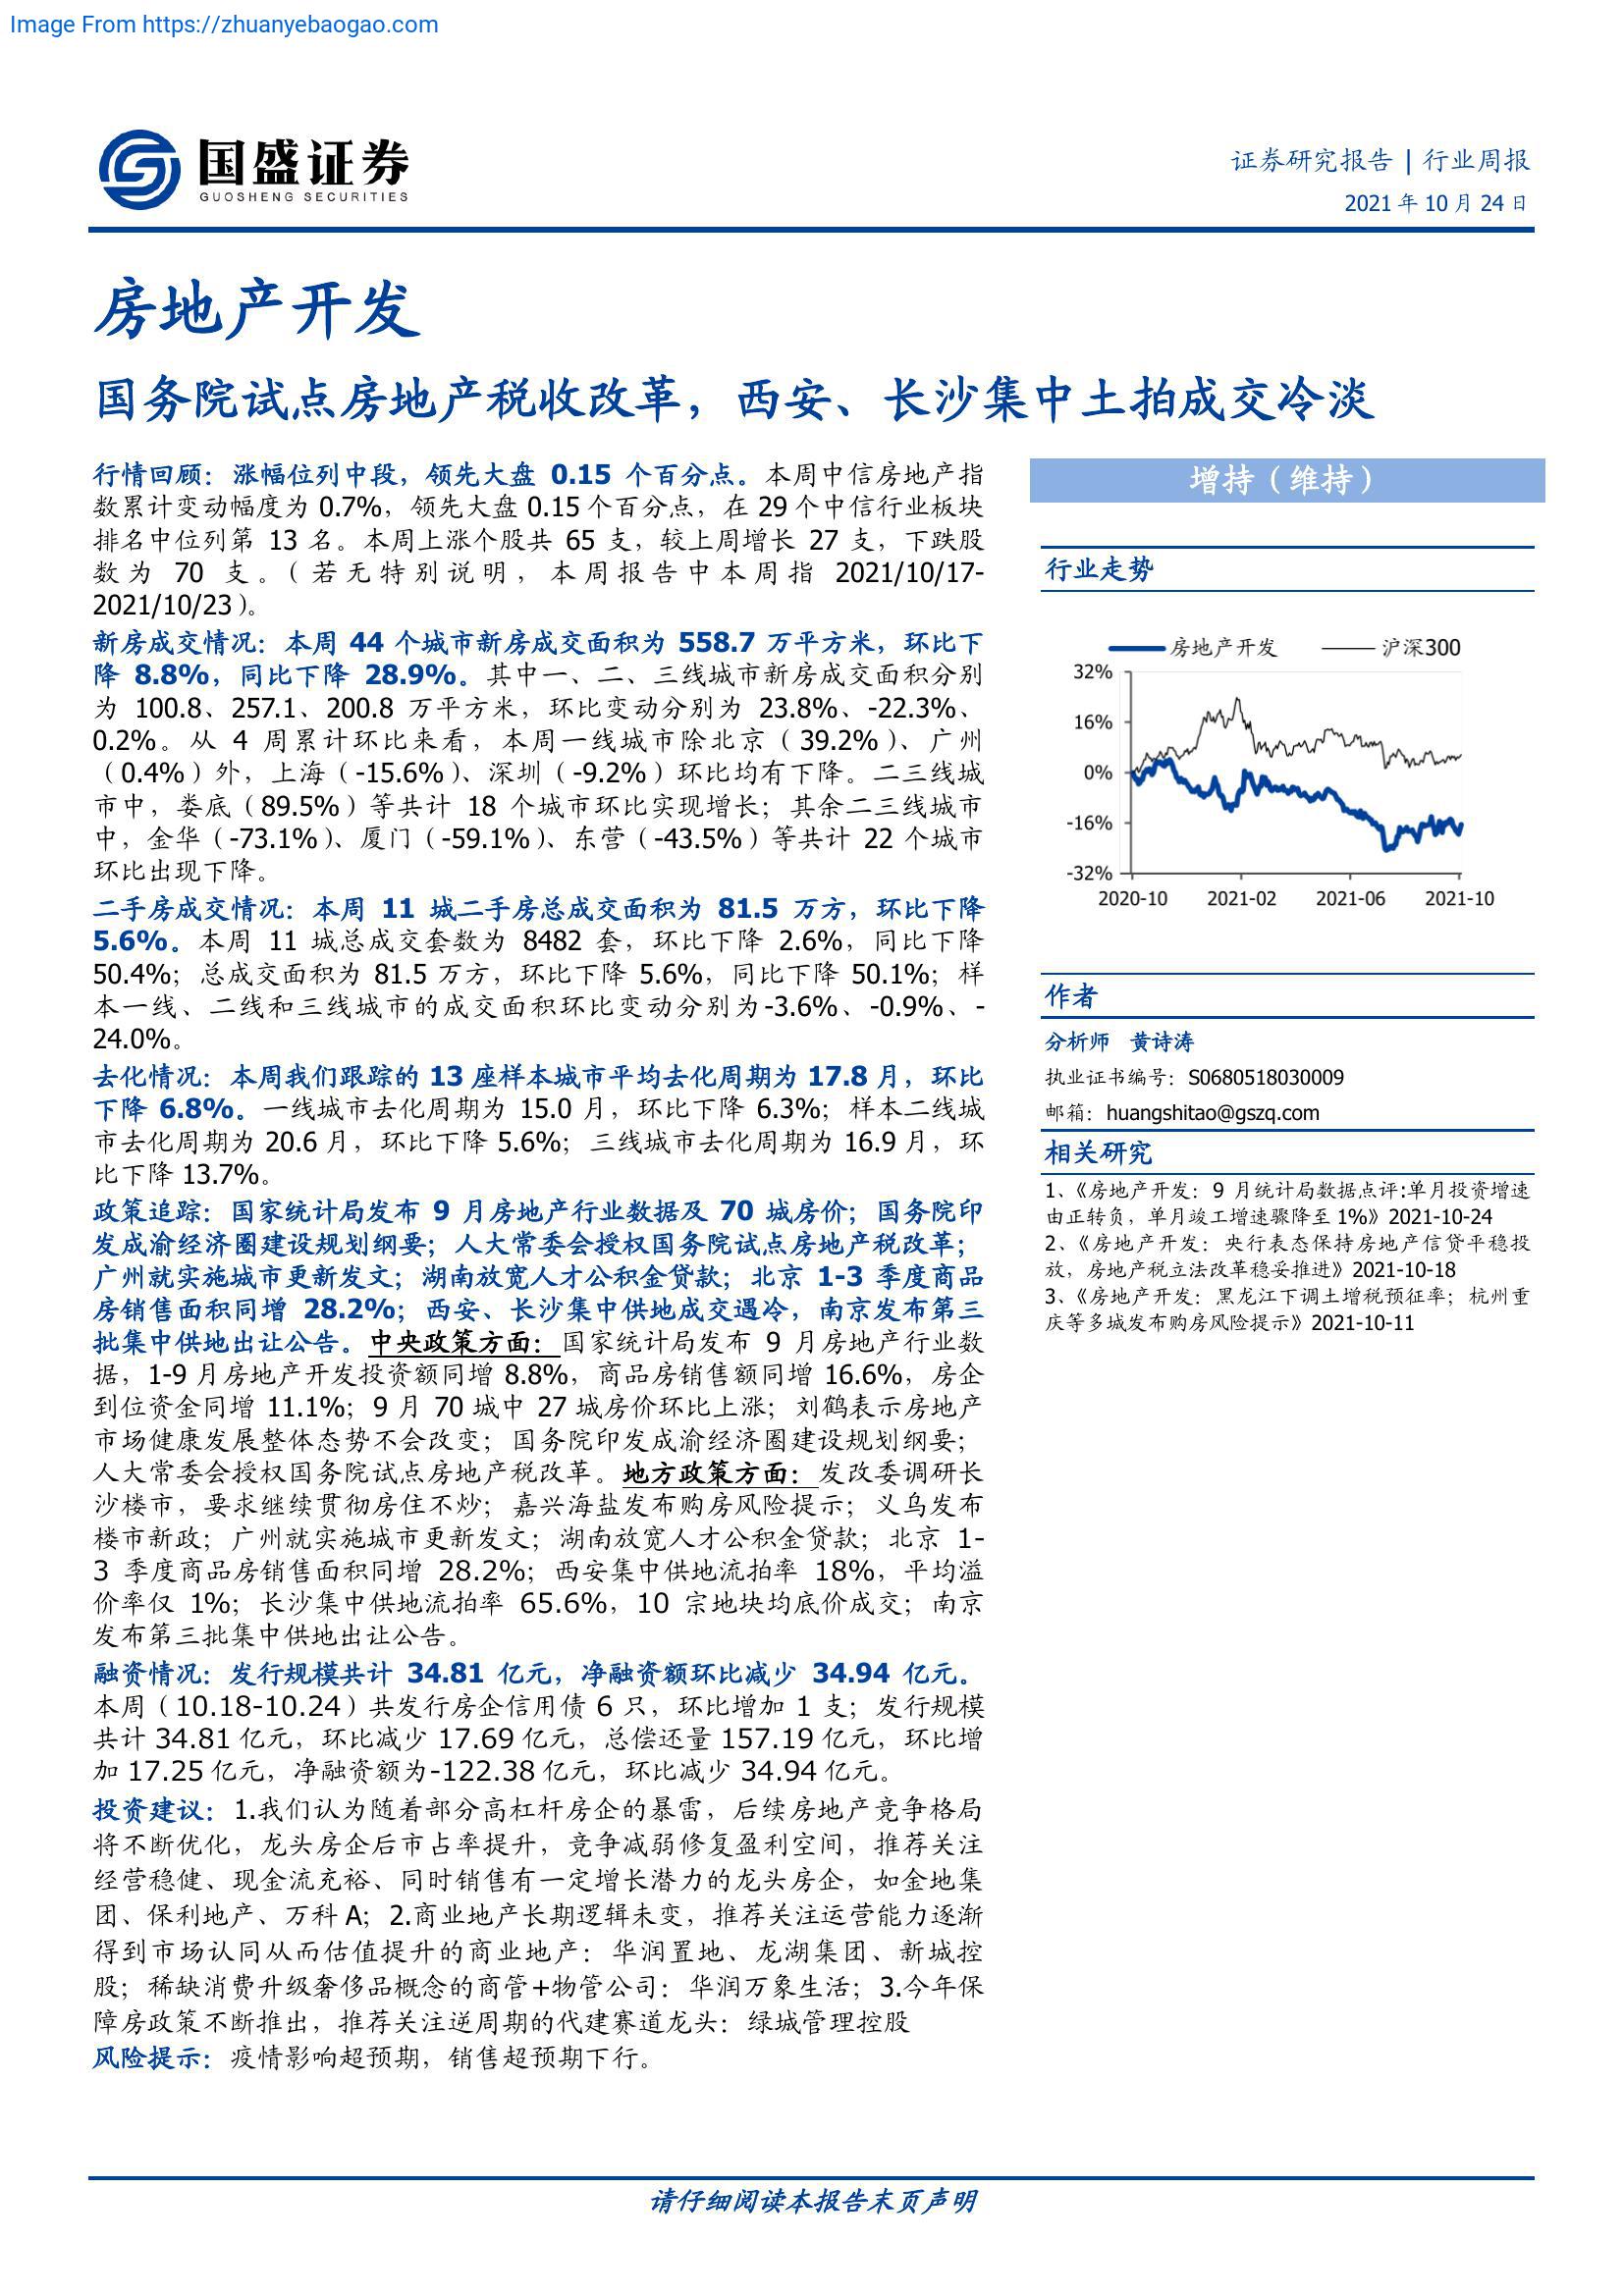 Image From https://zhuanyebaogao.com
国盛证券
GUOSHENG SECURITIES
证券研究报告 | 行业周报
2021 年 10 月 24 日
房地产开发
国务院试点房地产税收改革，西安、长沙集中土拍成交冷淡
行情回顾：涨幅位列中段，领先大盘 0.15 个百分点。本周中信房地产指
数累计变动幅度为 0.7%，领先大盘 0.15 个百分点，在 29 个中信行业板块
排名中位列第 13 名。本周上涨个股共 65 支，较上周增长 27 支，下跌股
数为 70 支。（若无特别说明，本周报告中本周指 2021/10/17-
2021/10/23）。
新房成交情况：本周 44 个城市新房成交面积为 558.7 万平方米，环比下
降 8.8%，同比下降 28.9%。其中一、二、三线城市新房成交面积分别
为 100.8、257.1、200.8 万平方米，环比变动分别为 23.8%、-22.3%、
0.2%。从 4 周累计环比来看，本周一线城市除北京（39.2%）、广州
（0.4%）外，上海（-15.6%）、深圳（-9.2%）环比均有下降。二三线城
市中，娄底（89.5%）等共计 18 个城市环比实现增长；其余二三线城市
中，金华（-73.1%）、厦门（-59.1%）、东营（-43.5%）等共计 22 个城市
环比出现下降。
二手房成交情况：本周 11 城二手房总成交面积为 81.5 万方，环比下降
5.6%。本周 11 城总成交套数为 8482 套，环比下降 2.6%，同比下降
50.4%；总成交面积为 81.5 万方，环比下降 5.6%，同比下降 50.1%；样
本一线、二线和三线城市的成交面积环比变动分别为-3.6%、-0.9%、-
24.0%。
去化情况：本周我们跟踪的 13 座样本城市平均去化周期为 17.8 月，环比
下降 6.8%。一线城市去化周期为 15.0 月，环比下降 6.3%；样本二线城
市去化周期为 20.6 月，环比下降 5.6%；三线城市去化周期为 16.9 月，环
比下降 13.7%。
政策追踪：国家统计局发布 9 月房地产行业数据及 70 城房价；国务院印
发成渝经济圈建设规划纲要；人大常委会授权国务院试点房地产税改革；
广州就实施城市更新发文；湖南放宽人才公积金贷款；北京 1-3 季度商品
房销售面积同增 28.2%；西安、长沙集中供地成交遇冷，南京发布第三
批集中供地出让公告。中央政策方面：国家统计局发布 9 月房地产行业数
据，1-9 月房地产开发投资额同增 8.8%，商品房销售额同增 16.6%，房企
到位资金同增 11.1%；9 月 70 城中 27 城房价环比上涨；刘鹤表示房地产
市场健康发展整体态势不会改变；国务院印发成渝经济圈建设规划纲要；
人大常委会授权国务院试点房地产税改革。地方政策方面：发改委调研长
沙楼市，要求继续贯彻房住不炒；嘉兴海盐发布购房风险提示；义乌发布
楼市新政；广州就实施城市更新发文；湖南放宽人才公积金贷款；北京 1-
3 季度商品房销售面积同增 28.2%；西安集中供地流拍率 18%，平均溢
价率仅 1%；长沙集中供地流拍率 65.6%，10 宗地块均底价成交；南京
发布第三批集中供地出让公告。
融资情况：发行规模共计 34.81 亿元，净融资额环比减少 34.94 亿元。
本周（10.18-10.24）共发行房企信用债 6 只，环比增加 1 支；发行规模
共计 34.81 亿元，环比减少 17.69 亿元，总偿还量 157.19 亿元，环比增
加 17.25 亿元，净融资额为-122.38 亿元，环比减少 34.94 亿元。
投资建议：1.我们认为随着部分高杠杆房企的暴雷，后续房地产竞争格局
将不断优化，龙头房企后市占率提升，竞争减弱修复盈利空间，推荐关注
经营稳健、现金流充裕、同时销售有一定增长潜力的龙头房企，如金地集
团、保利地产、万科 A；2.商业地产长期逻辑未变，推荐关注运营能力逐渐
得到市场认同从而估值提升的商业地产：华润置地、龙湖集团、新城控
股；稀缺消费升级奢侈品概念的商管+物管公司：华润万象生活；3.今年保
障房政策不断推出，推荐关注逆周期的代建赛道龙头：绿城管理控股
风险提示：疫情影响超预期，销售超预期下行。
增持（维持）
行业走势
房地产开发 沪深300
32%
16%
0%
-16%
-32%
2020-10 2021-02 2021-06 2021-10
作者
分析师 黄诗涛
执业证书编号：S0680518030009
邮箱：huangshitao@gszq.com
相关研究
1、《房地产开发：9 月统计局数据点评:单月投资增速
由正转负，单月竣工增速骤降至 1%》2021-10-24
2、《房地产开发：央行表态保持房地产信贷平稳投
放，房地产税立法改革稳妥推进》2021-10-18
3、《房地产开发：黑龙江下调土增税预征率；杭州重
庆等多城发布购房风险提示》2021-10-11
请仔细阅读本报告末页声明